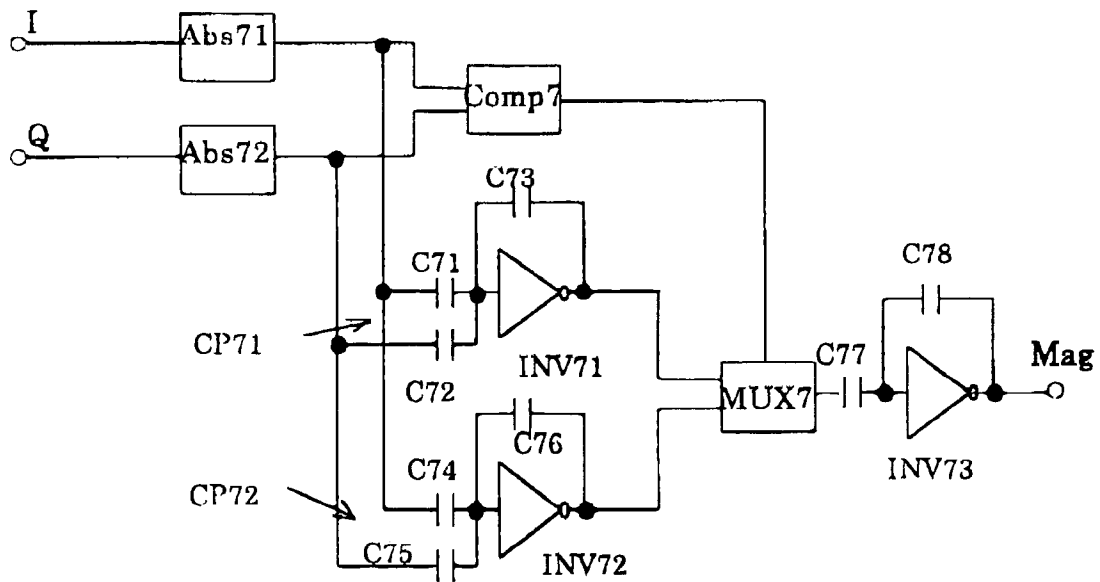 I
Abs71
Q
Abs72
Comp7
C73
C71
CP71
C72
INV71
C78
C77
Mag
MUX7
INV73
C76
C74
CP72
C75
INV72